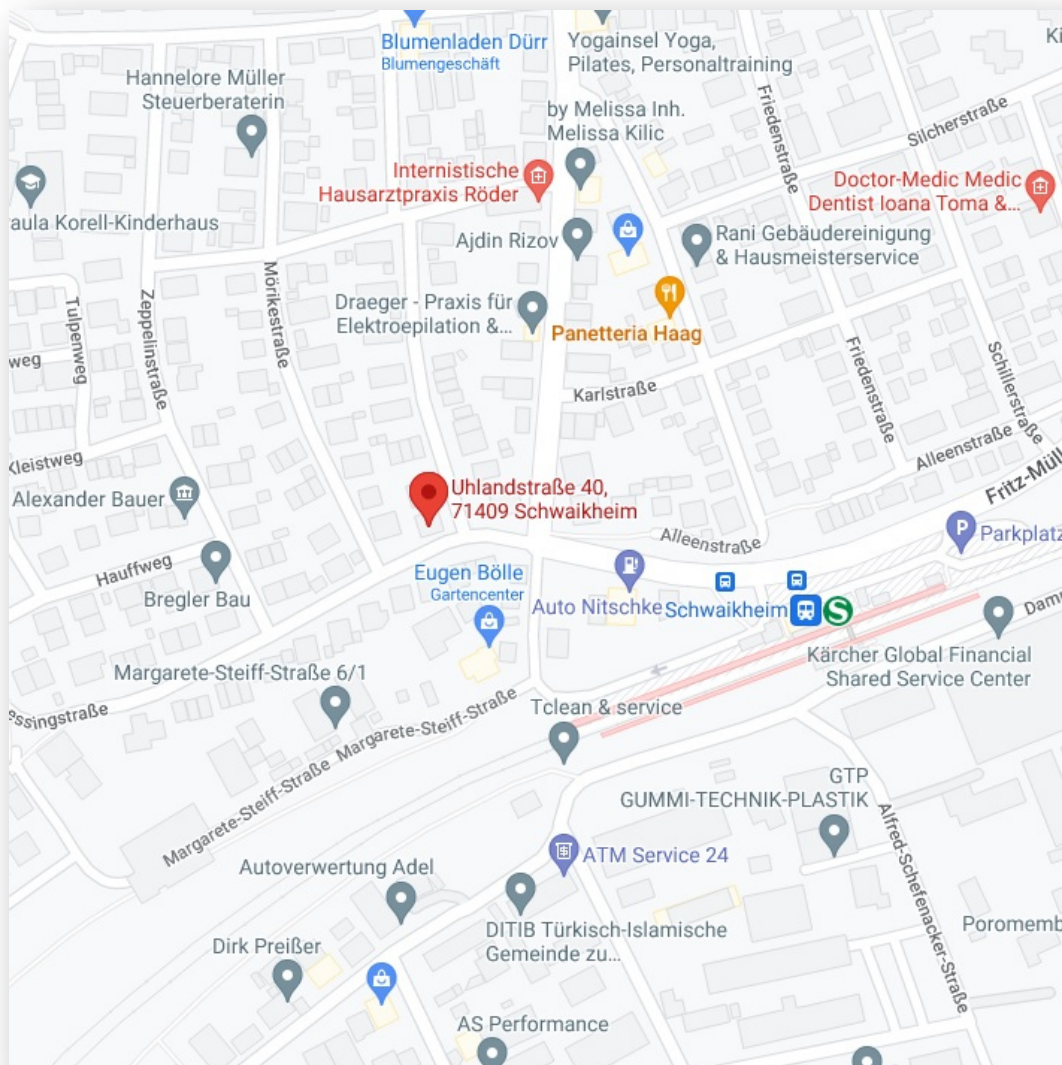 Blumenladen Dürr
Blumengeschäft
Yogainsel Yoga,
Pilates, Personaltraining
Ki
Hannelore Müller
Steuerberaterin
by Melissa Inh.
Melissa Kilic
Friedenstraße
Silcherstraße
Internistische
Hausarztpraxis Röder
Doctor-Medic Medic
Dentist Ioana Toma &...
aula Korell-Kinderhaus
Ajdin Rizov
Rani Gebäudereinigung
& Hausmeisterservice
Tulpenweg
Zeppelinstraße
Mörikestraße
Draeger - Praxis für
Elektroepilation &...
Panetteria Haag
weg
Karlstraße
Friedenstraße
Schillerstraße
Kleistweg
Alleenstraße
Fritz-Müll
Alexander Bauer
Uhlandstraße 40,
71409 Schwaikheim
Alleenstraße
P
Parkplatz
Hauffweg
Bregler Bau
Eugen Bölle
Gartencenter
Auto Nitschke
Schwaikheim
S
Damm
Kärcher Global Financial
Shared Service Center
Margarete-Steiff-Straße 6/1
essingstraße
Margarete-Steiff-Straße
Tclean & service
Margarete-Steiff-Straße
GTP
GUMMI-TECHNIK-PLASTIK
Alfred-Schefenacker-Straße
ATM Service 24
Autoverwertung Adel
DITIB Türkisch-Islamische
Gemeinde zu...
Poromemb
Dirk Preißer
AS Performance